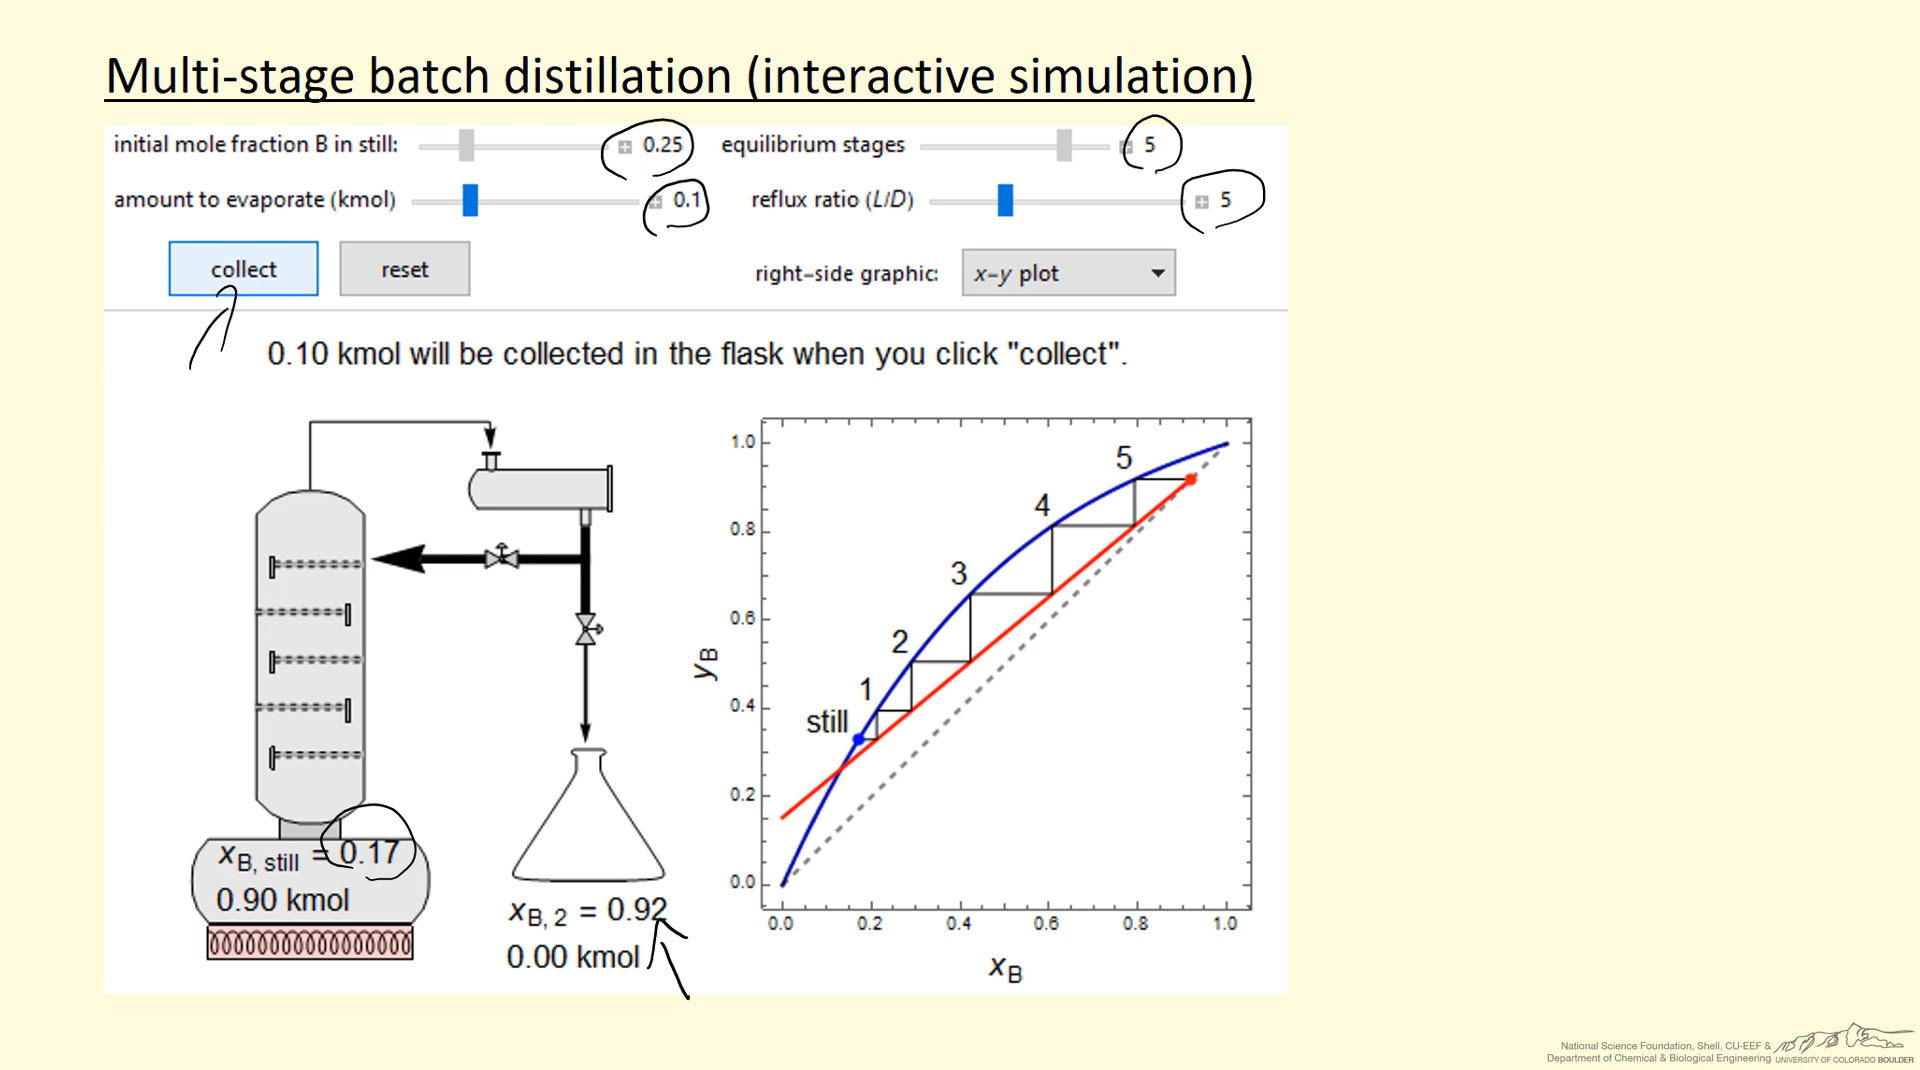 Multi-stage batch distillation (interactive simulation)
initial mole fraction B in still: 0.25 equilibrium stages 5
amount to evaporate (kmol) 0.1 reflux ratio (L/D) 5
collect reset right-side graphic: x-y plot
0.10 kmol will be collected in the flask when you click "collect".
xB, still = 0.17
0.90 kmol
xB, 2 = 0.92
0.00 kmol
yB
1.0
0.8
0.6
0.4
0.2
0.0
5
4
3
2
1
still
0.0 0.2 0.4 0.6 0.8 1.0
xB
National Science Foundation, Shell, CU-EEF &
Department of Chemical & Biological Engineering UNIVERSITY OF COLORADO BOULDER